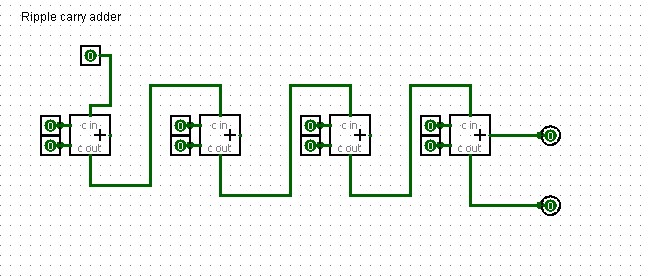 Ripple carry adder
0
0 c in 0 c in 0 c in 0 c in
+ + + + 0
0 c out 0 c out 0 c out 0 c out
0